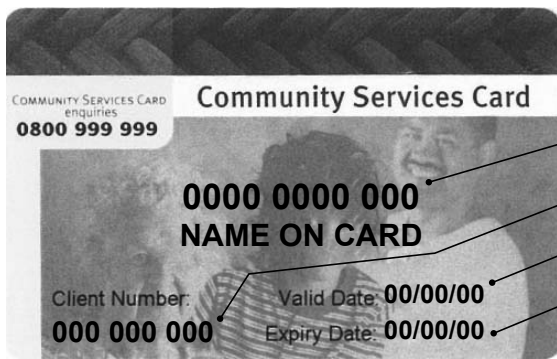 Community Services Card
COMMUNITY SERVICES CARD
enquiries
0800 999 999
0000 0000 000
NAME ON CARD
Client Number:
000 000 000
Valid Date: 00/00/00
Expiry Date: 00/00/00